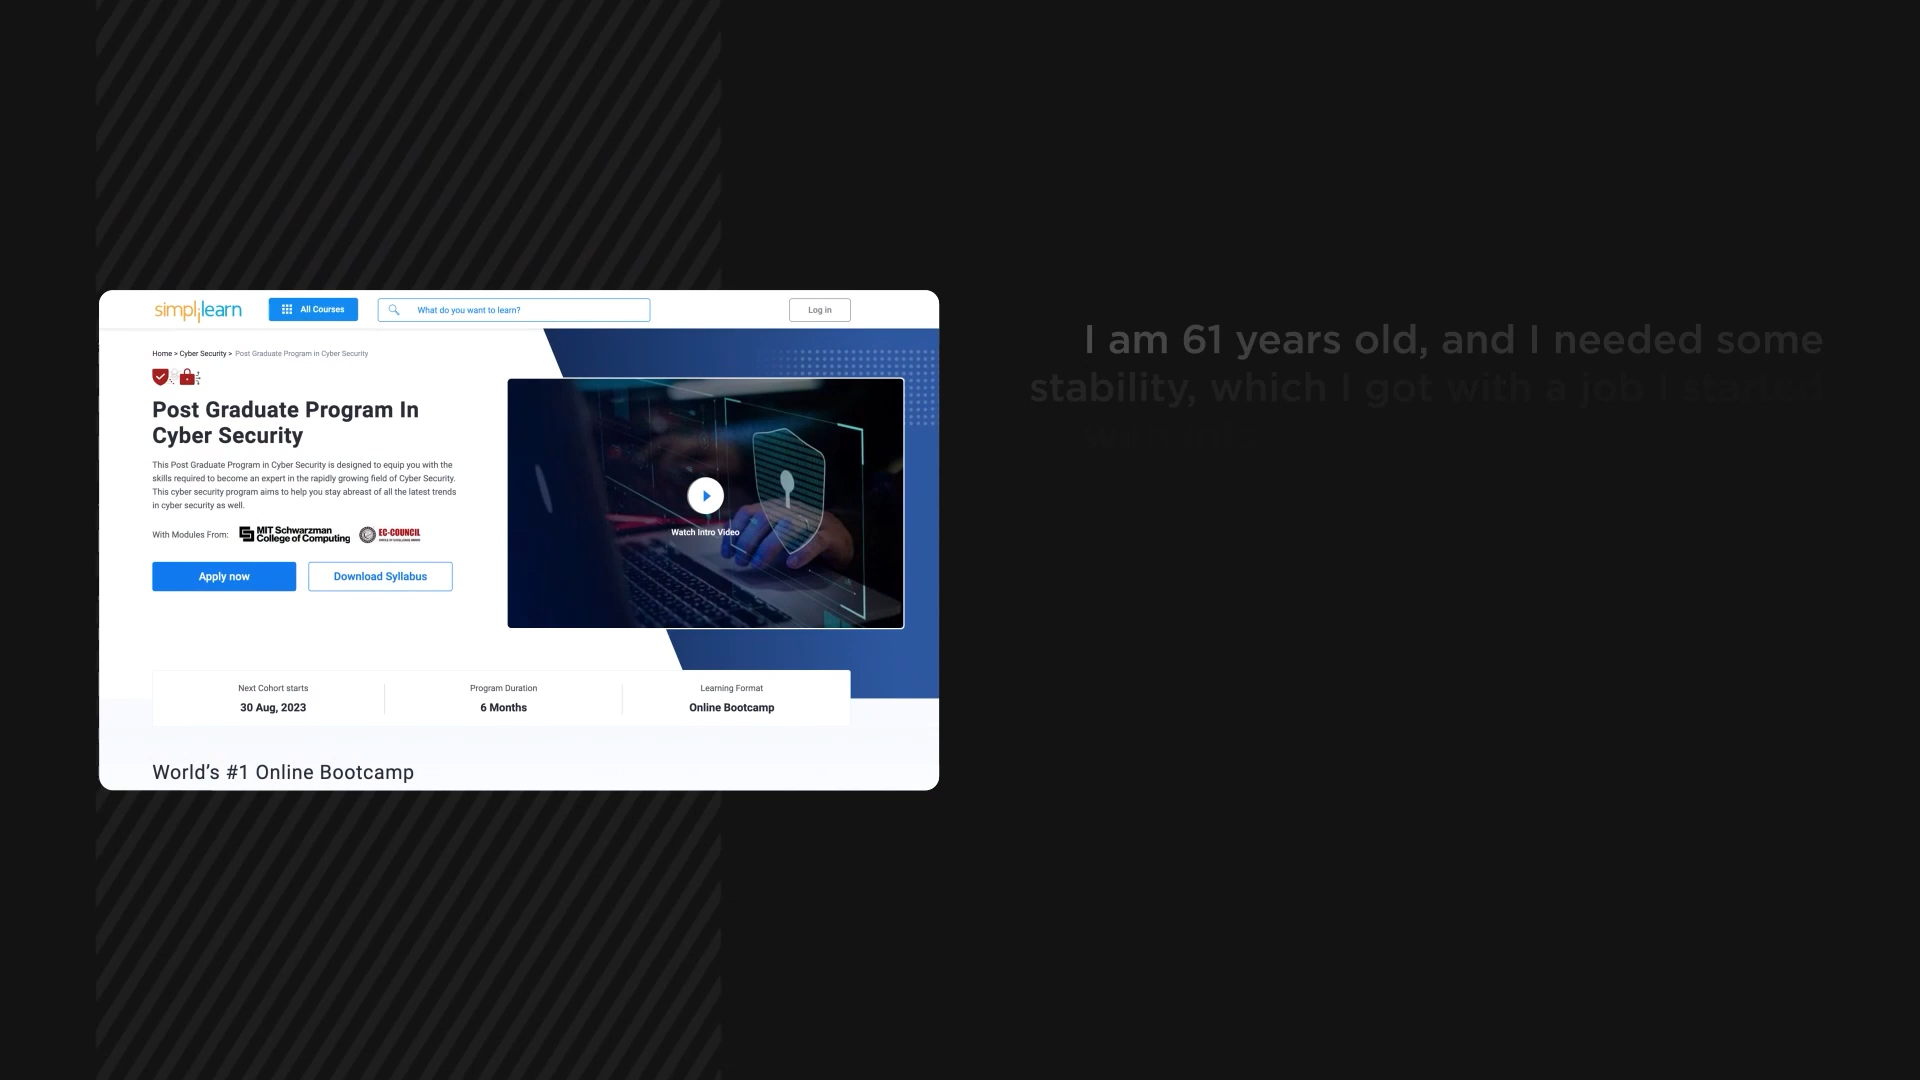 simplilearn
All Courses
What do you want to learn?
Log in
Home > Cyber Security > Post Graduate Program in Cyber Security
Post Graduate Program In
Cyber Security
This Post Graduate Program in Cyber Security is designed to equip you with the
skills required to become an expert in the rapidly growing field of Cyber Security.
This cyber security program aims to help you stay abreast of all the latest trends
in cyber security as well.
With Modules From:
MIT Schwarzman
College of Computing
EC-COUNCIL
Apply now
Download Syllabus
Watch Intro Video
Next Cohort starts
30 Aug, 2023
Program Duration
6 Months
Learning Format
Online Bootcamp
World's #1 Online Bootcamp
I am 61 years old, and I needed some
stability, which I got with a job I started
with